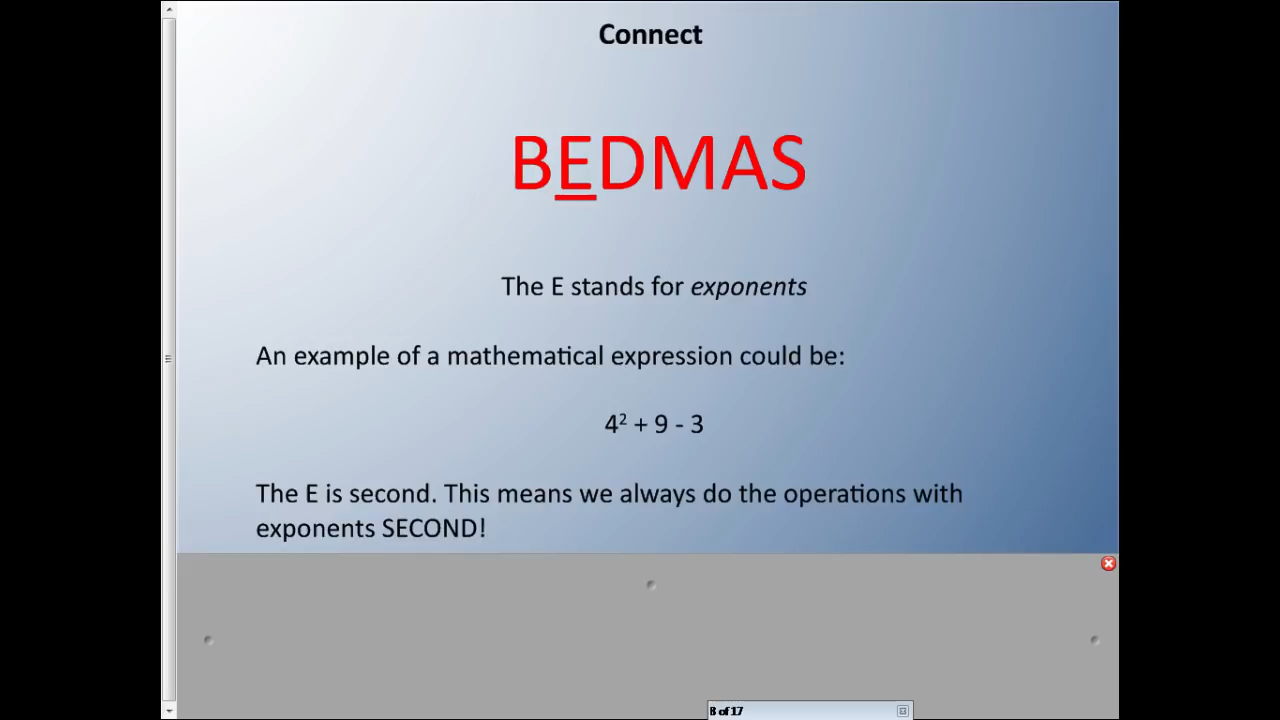 Connect
BEDMAS
The E stands for exponents
An example of a mathematical expression could be:
4² + 9 - 3
The E is second. This means we always do the operations with
exponents SECOND!
8 of 17